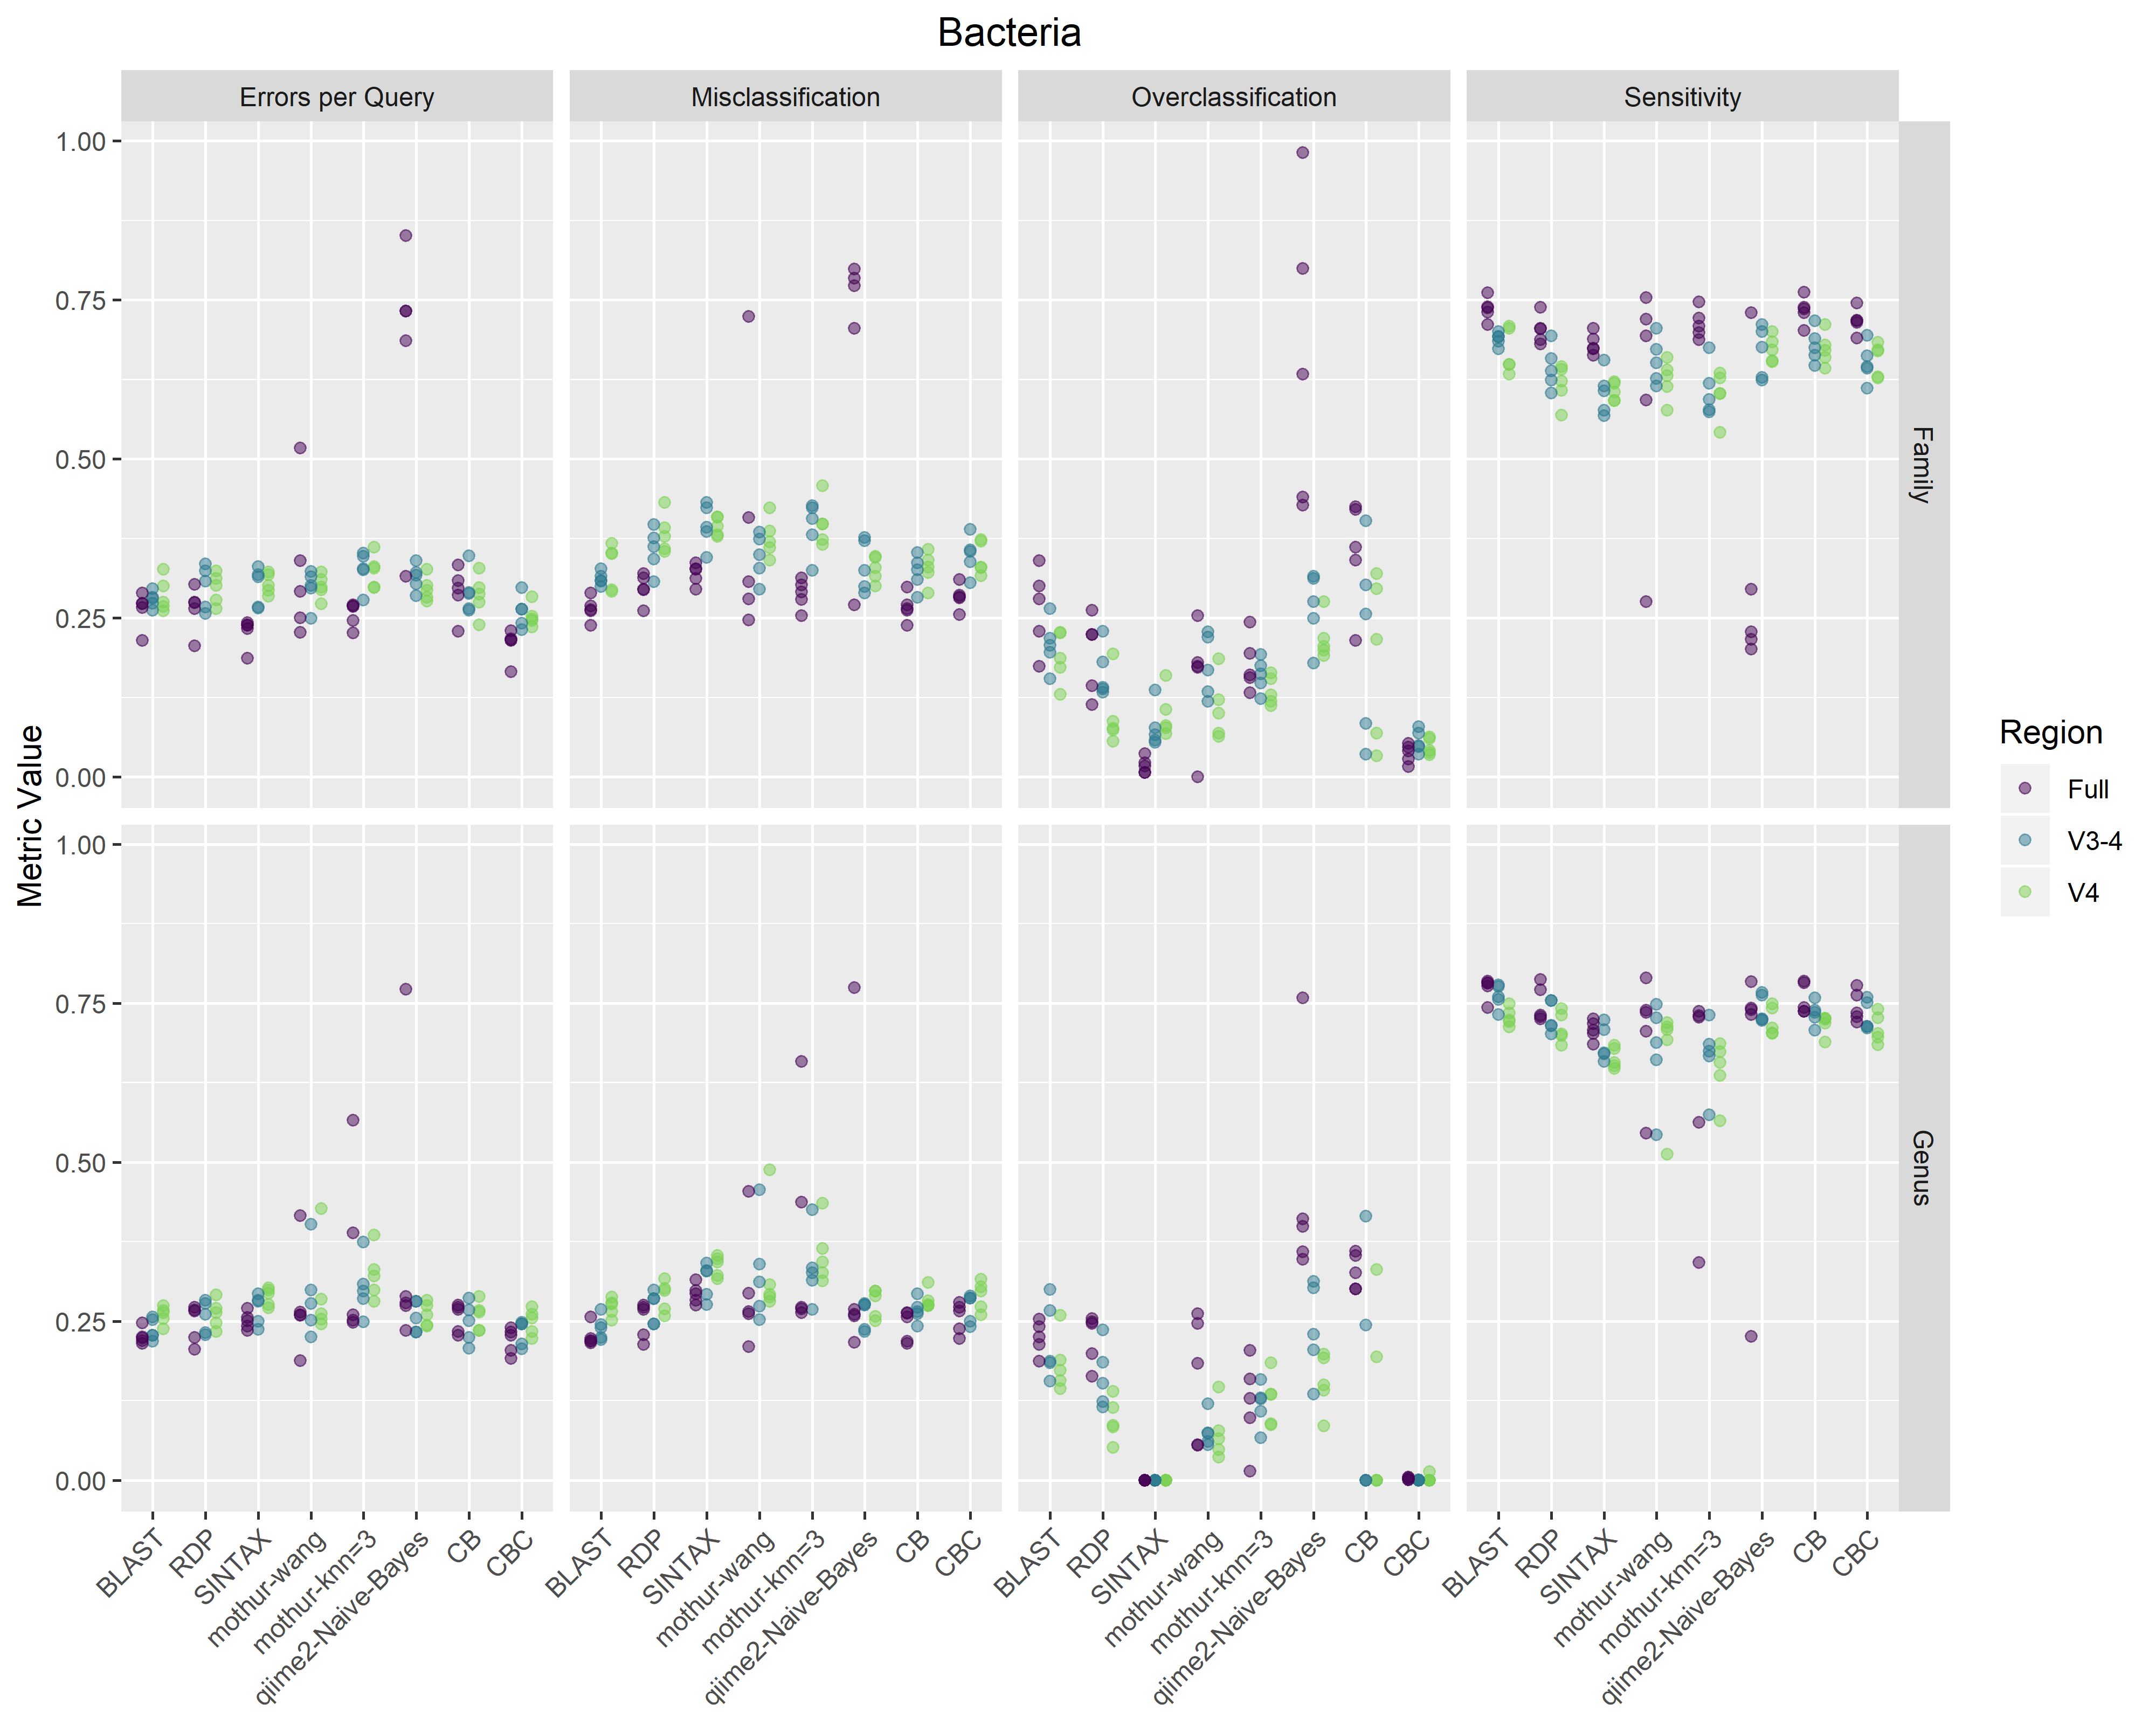 Bacteria
Errors per Query
Misclassification
Overclassification
Sensitivity
Metric Value
1.00
0.75
0.50
0.25
0.00
Family
1.00
0.75
0.50
0.25
0.00
Genus
BLAST
RDP
SINTAX
mothur-wang
mothur-knn=3
qiime2-Naive-Bayes
CB
CBC
BLAST
RDP
SINTAX
mothur-wang
mothur-knn=3
qiime2-Naive-Bayes
CB
CBC
BLAST
RDP
SINTAX
mothur-wang
mothur-knn=3
qiime2-Naive-Bayes
CB
CBC
BLAST
RDP
SINTAX
mothur-wang
mothur-knn=3
qiime2-Naive-Bayes
CB
CBC
Region
Full
V3-4
V4